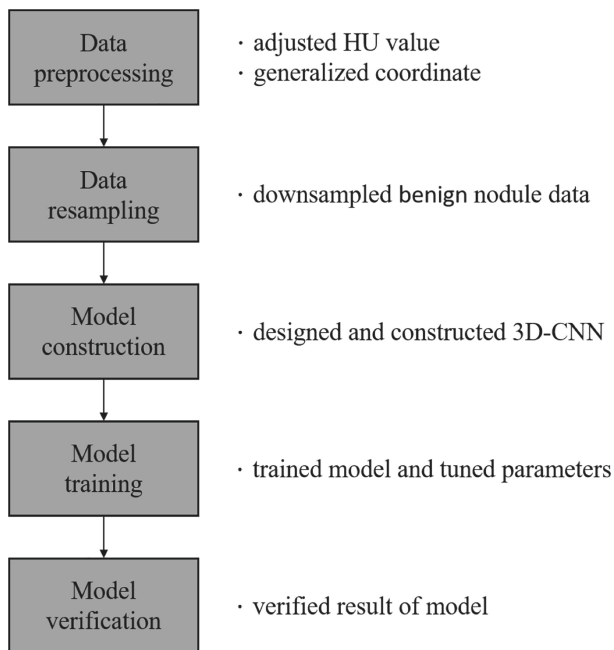 Data
preprocessing
· adjusted HU value
· generalized coordinate
Data
resampling
· downsampled benign nodule data
Model
construction
· designed and constructed 3D-CNN
Model
training
· trained model and tuned parameters
Model
verification
· verified result of model